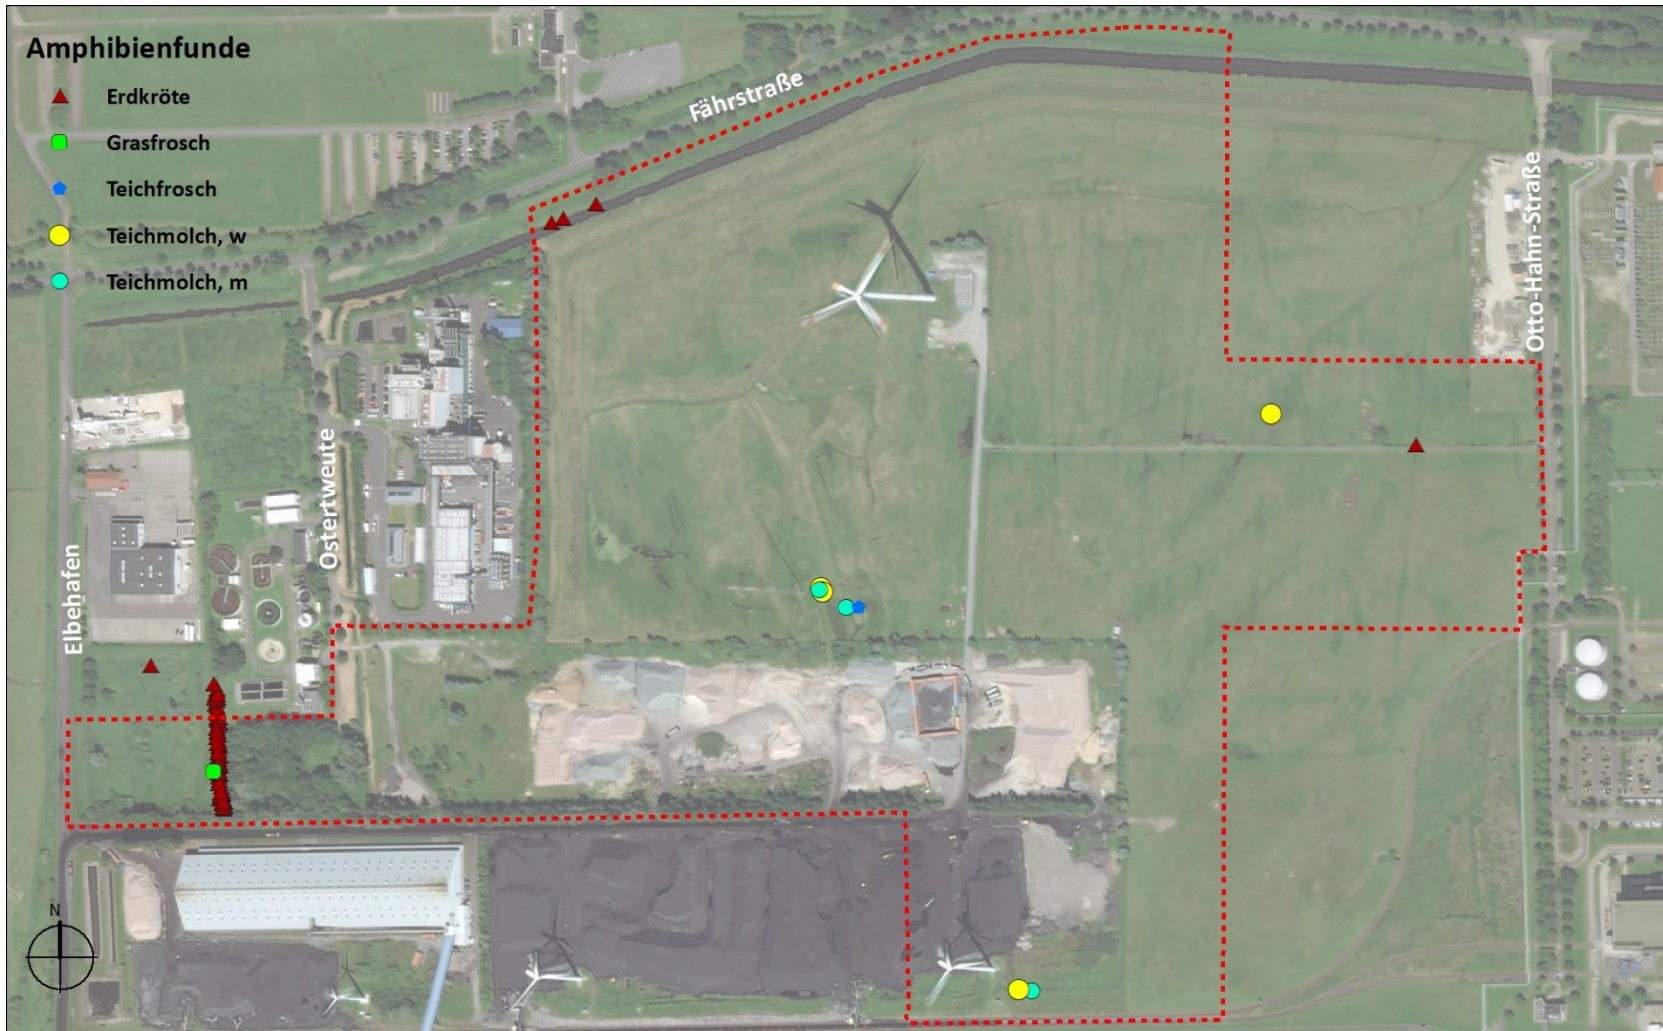 Amphibienfunde
Erdkröte
Grasfrosch
Teichfrosch
Teichmolch, w
Teichmolch, m
Fährstraße
Otto-Hahn-Straße
Ostertweute
Elbehafen
N